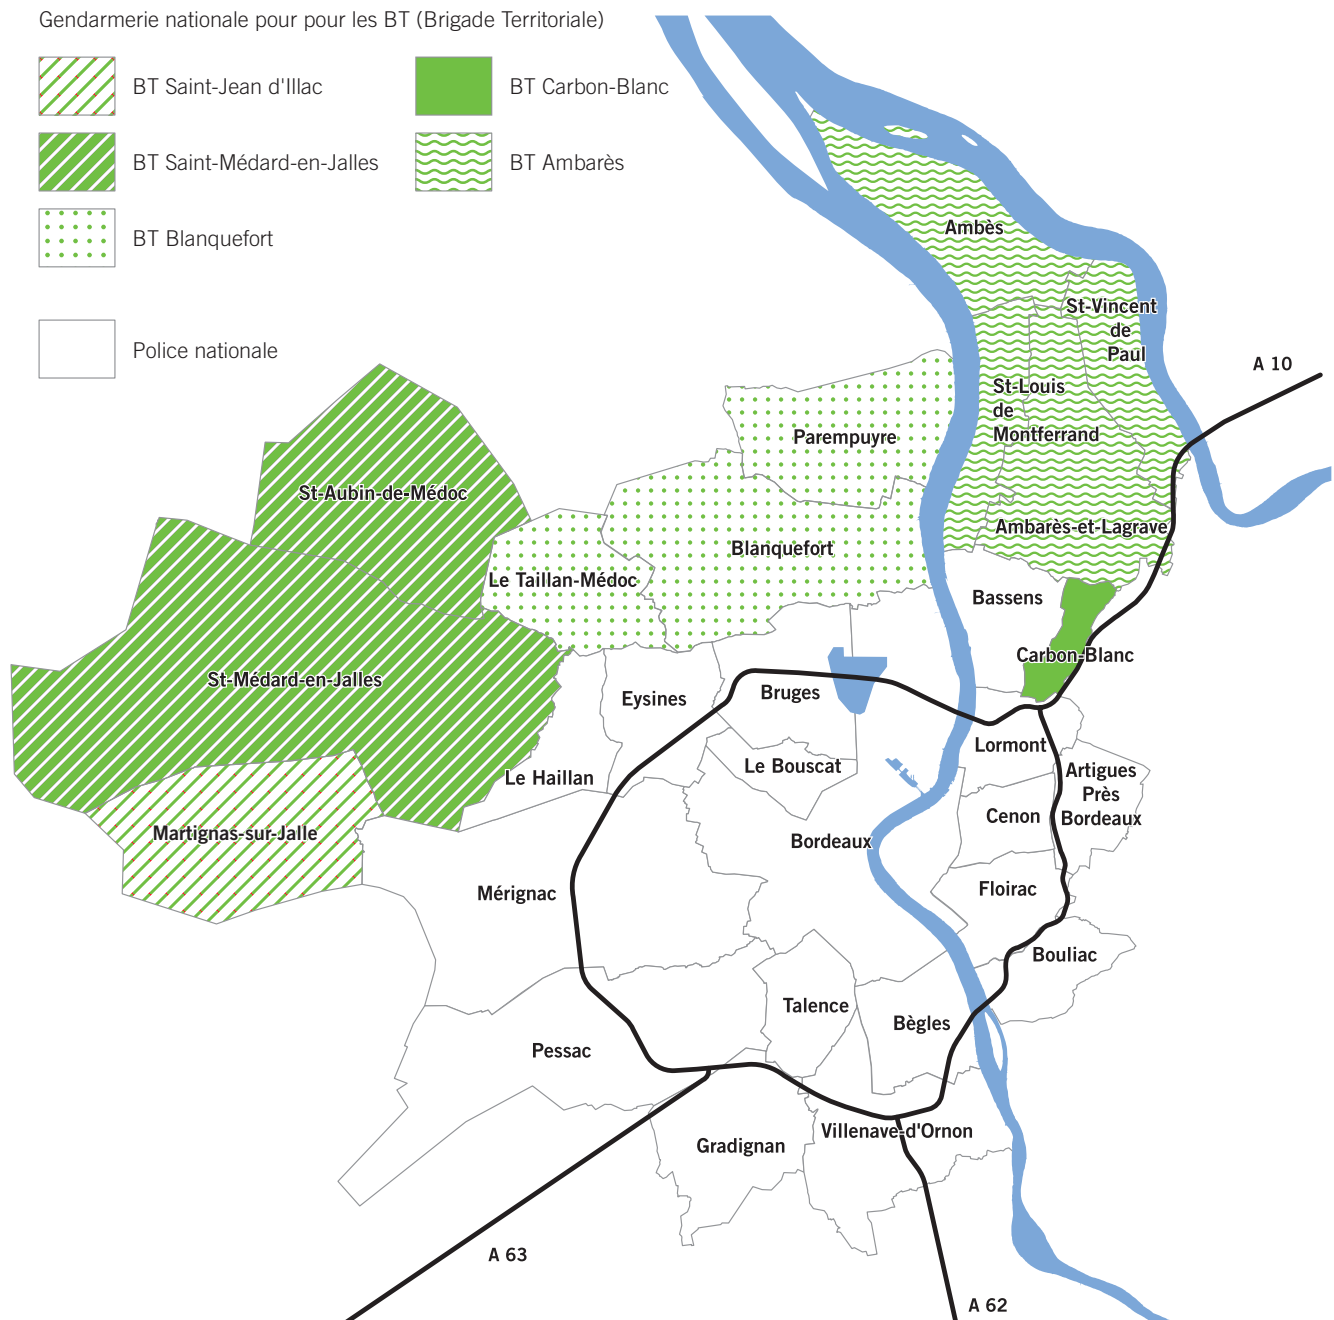 Gendarmerie nationale pour pour les BT (Brigade Territoriale)
BT Saint-Jean d'Illac
BT Carbon-Blanc
BT Saint-Médard-en-Jalles
BT Ambarès
BT Blanquefort
Police nationale
Ambès
St-Vincent
de
Paul
A 10
St-Louis
de
Montferrand
Parempuyre
St-Aubin-de-Médoc
Ambarès-et-Lagrave
Blanquefort
Le Taillan-Médoc
Bassens
Carbon-Blanc
St-Médard-en-Jalles
Eysines
Bruges
Lormont
Le Bouscat
Le Haillan
Artigues
Près
Bordeaux
Cenon
Martignas-sur-Jalle
Bordeaux
Mérignac
Floirac
Bouliac
Talence
Bègles
Pessac
Villenave-d'Ornon
Gradignan
A 63
A 62